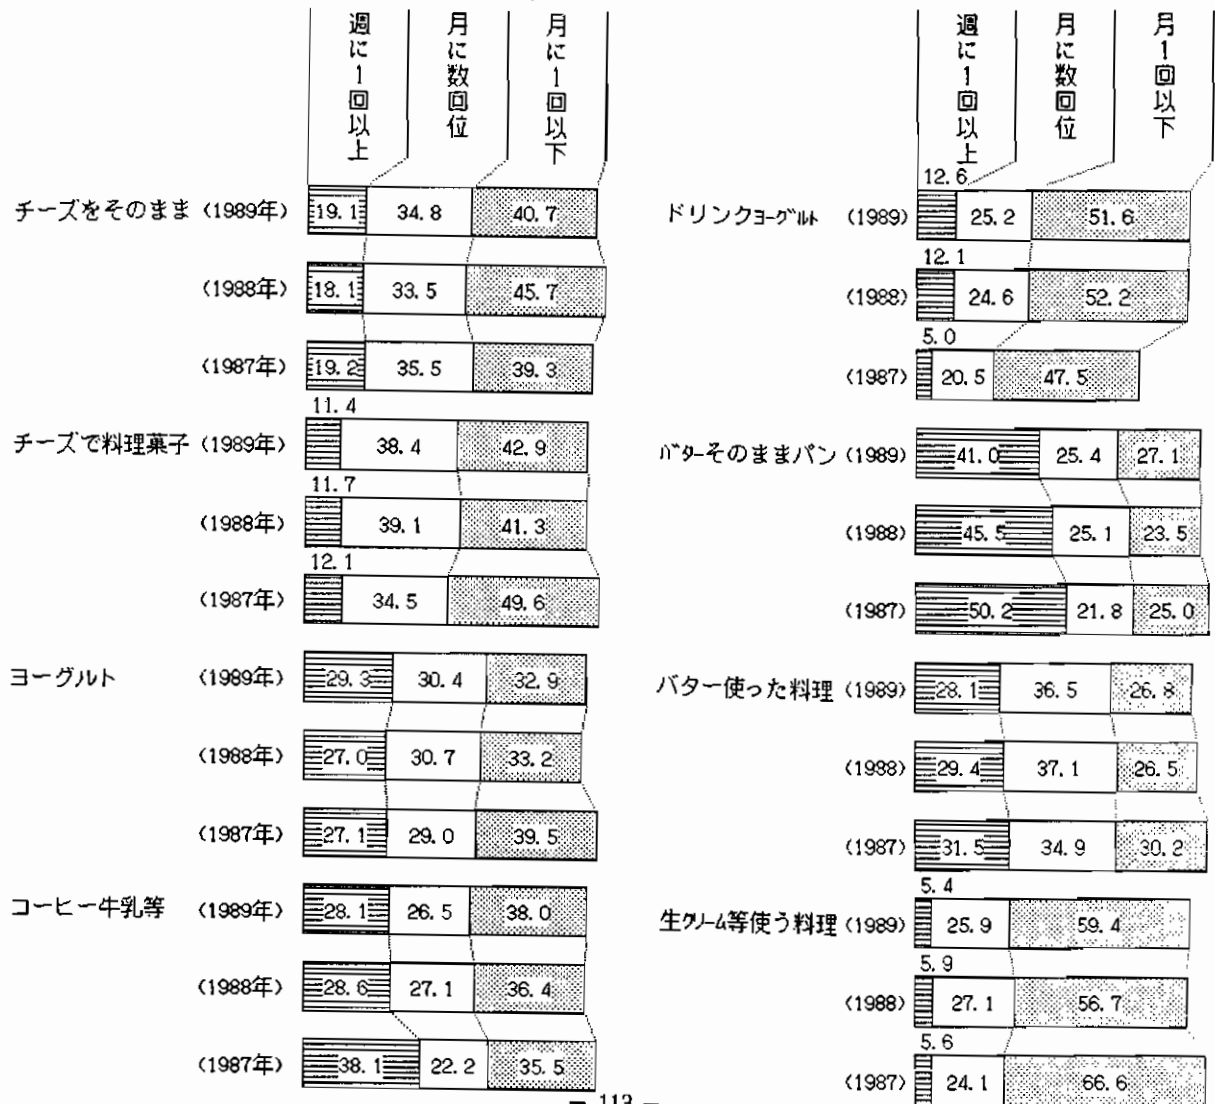 週に1回以上
月に数回位
月に1回以下
チーズをそのまま (1989年) 19.1 34.8 40.7
(1988年) 18.1 33.5 45.7
(1987年) 19.2 35.5 39.3
チーズで料理菓子 (1989年) 11.4 38.4 42.9
(1988年) 11.7 39.1 41.3
(1987年) 12.1 34.5 49.6
ヨーグルト (1989年) 29.3 30.4 32.9
(1988年) 27.0 30.7 33.2
(1987年) 27.1 29.0 39.5
コーヒー牛乳等 (1989年) 28.1 26.5 38.0
(1988年) 28.6 27.1 36.4
(1987年) 38.1 22.2 35.5
週に1回以上
月に数回位
月1回以下
ドリンクヨーグルト (1989) 12.6 25.2 51.6
(1988) 12.1 24.6 52.2
(1987) 5.0 20.5 47.5
バターそのままパン (1989) 41.0 25.4 27.1
(1988) 45.5 25.1 23.5
(1987) 50.2 21.8 25.0
バター使った料理 (1989) 28.1 36.5 26.8
(1988) 29.4 37.1 26.5
(1987) 31.5 34.9 30.2
生クリーム等使う料理 (1989) 5.4 25.9 59.4
(1988) 5.9 27.1 56.7
(1987) 5.6 24.1 66.6
– 113 –